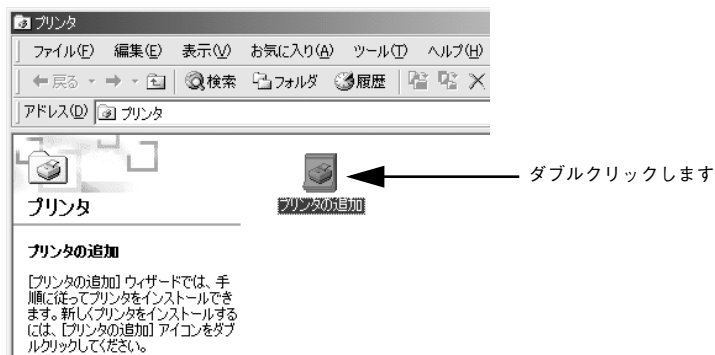 プリンタ
ファイル(F) 編集(E) 表示(V) お気に入り(A) ツール(T) ヘルプ(H)
戻る 検索 フォルダ 履歴
アドレス(D) プリンタ
プリンタの追加
ダブルクリックします
プリンタ
プリンタの追加
[プリンタの追加] ウィザードでは、手
順に従ってプリンタをインストールでき
ます。新しくプリンタをインストールする
には、[プリンタの追加] アイコンをダブ
ルクリックしてください。